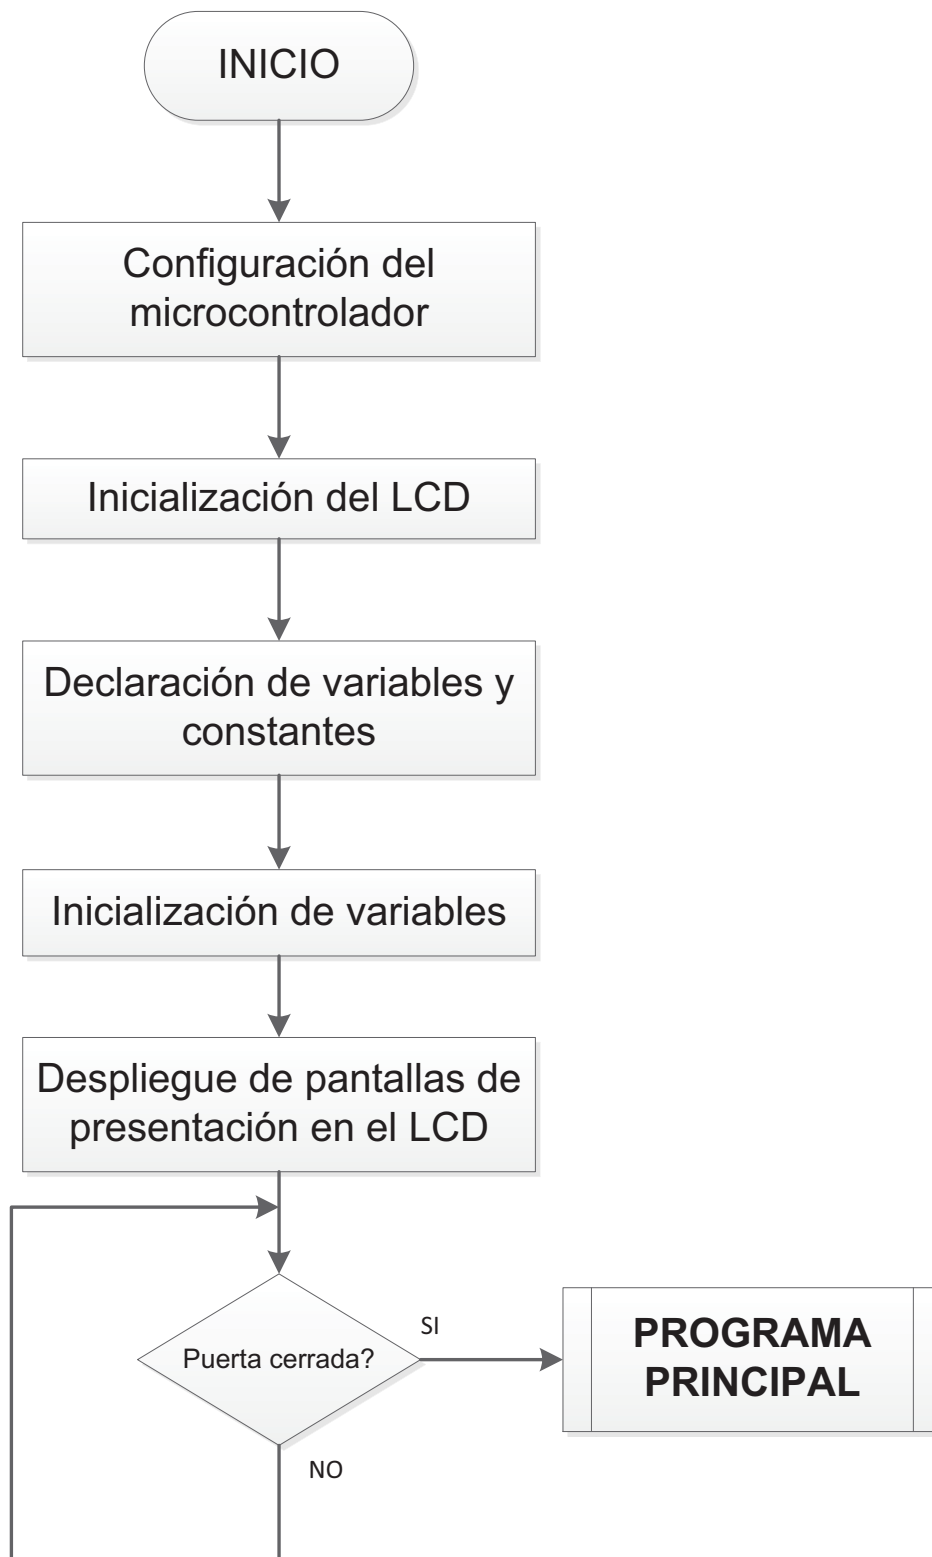 INICIO
Configuración del
microcontrolador
Inicialización del LCD
Declaración de variables y
constantes
Inicialización de variables
Despliegue de pantallas de
presentación en el LCD
Puerta cerrada?
SI
PROGRAMA
PRINCIPAL
NO